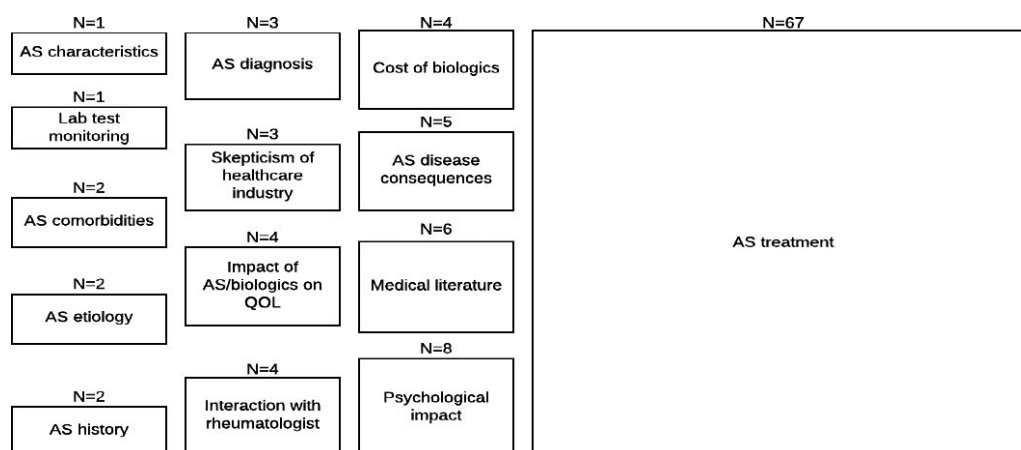 N=1
AS characteristics
N=1
Lab test
monitoring
N=2
AS comorbidities
N=2
AS etiology
N=2
AS history
N=3
AS diagnosis
N=3
Skepticism of
healthcare
industry
N=4
Impact of
AS/biologics on
QOL
N=4
Interaction with
rheumatologist
N=4
Cost of biologics
N=5
AS disease
consequences
N=6
Medical literature
N=8
Psychological
impact
N=67
AS treatment